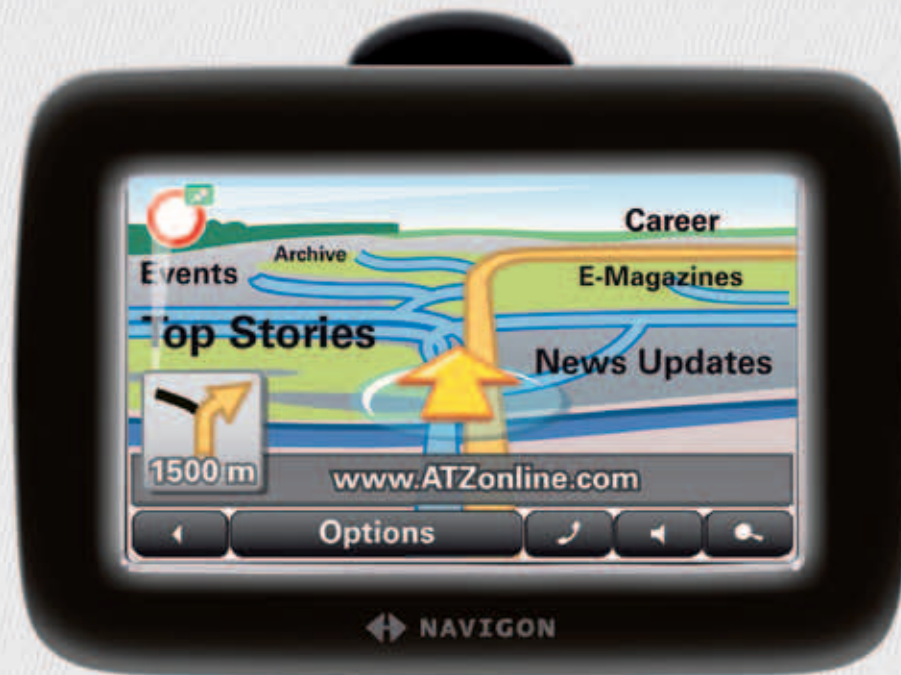 Career
Archive
Events
E-Magazines
Top Stories
News Updates
1500 m
www.ATZonline.com
Options
NAVIGON